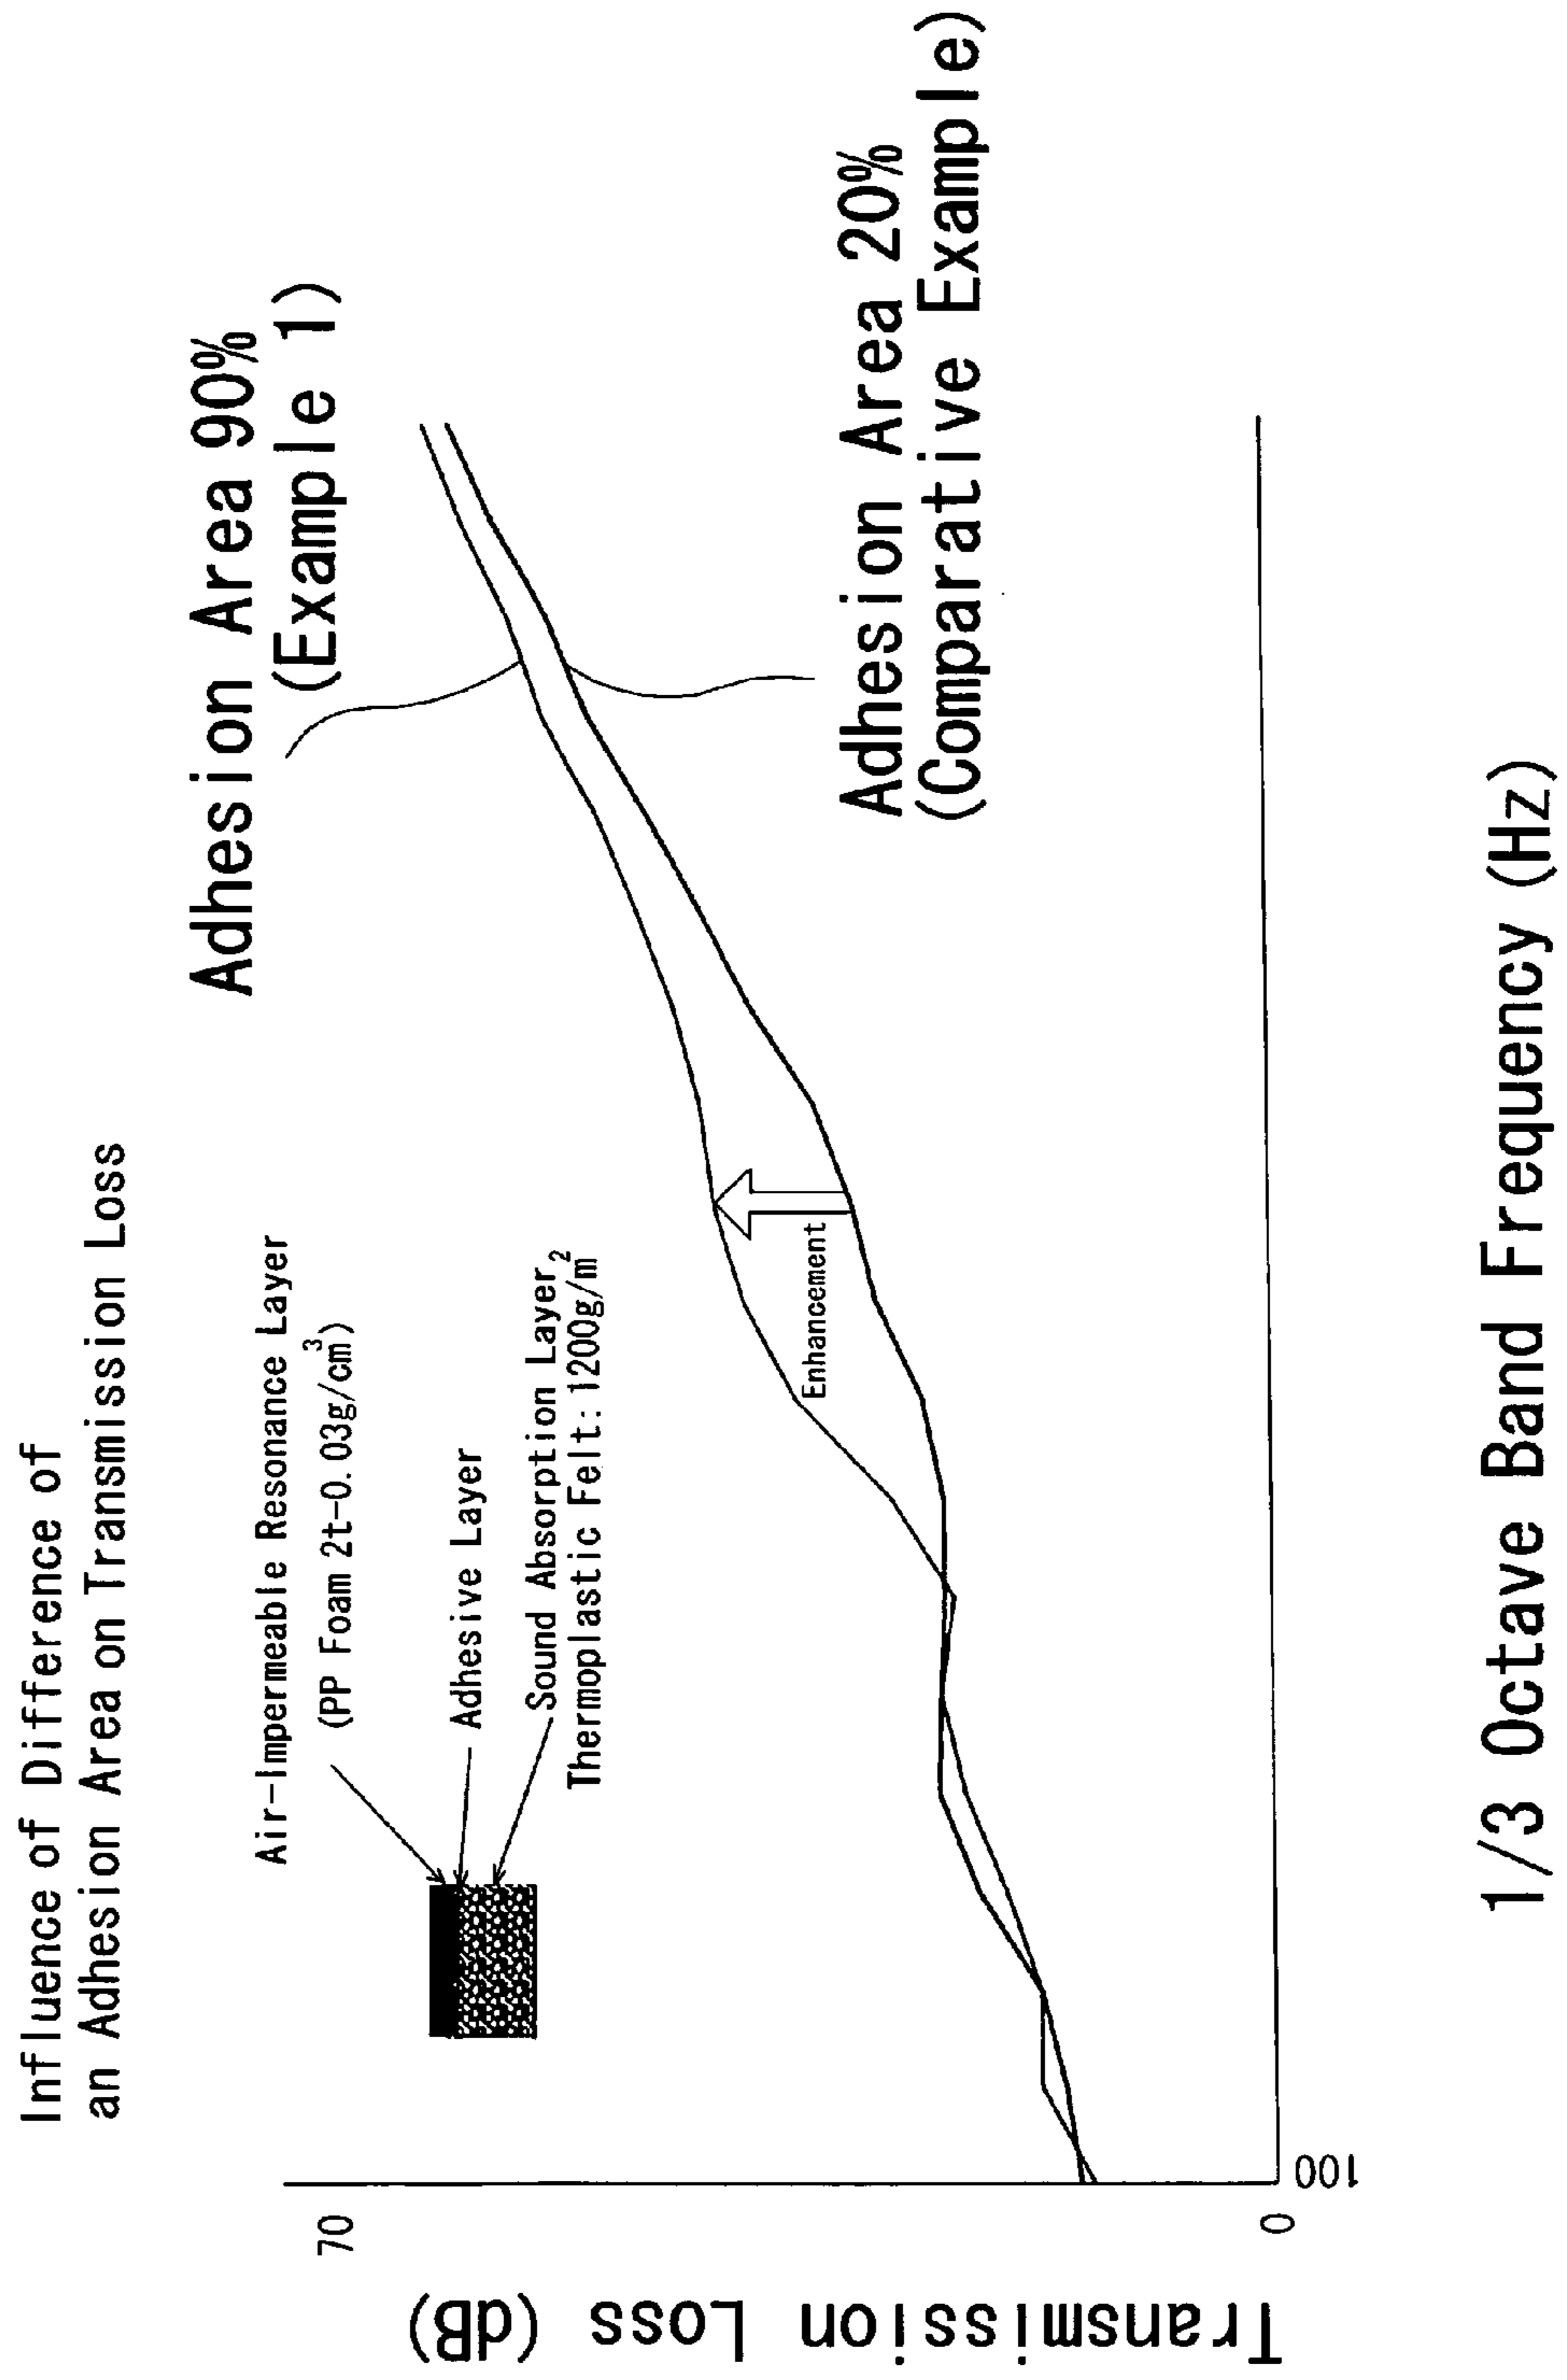 Influence of Difference of
an Adhesion Area on Transmission Loss
Air-Impermeable Resonance Layer
(PP Foam 2t-0.03g/cm³)
Adhesive Layer
Sound Absorption Layer
Thermoplastic Felt: 1200g/m²
Adhesion Area 90%
(Example 1)
Enhancement
Adhesion Area 20%
(Comparative Example)
Transmission Loss (dB)
70
0
100
1/3 Octave Band Frequency (Hz)